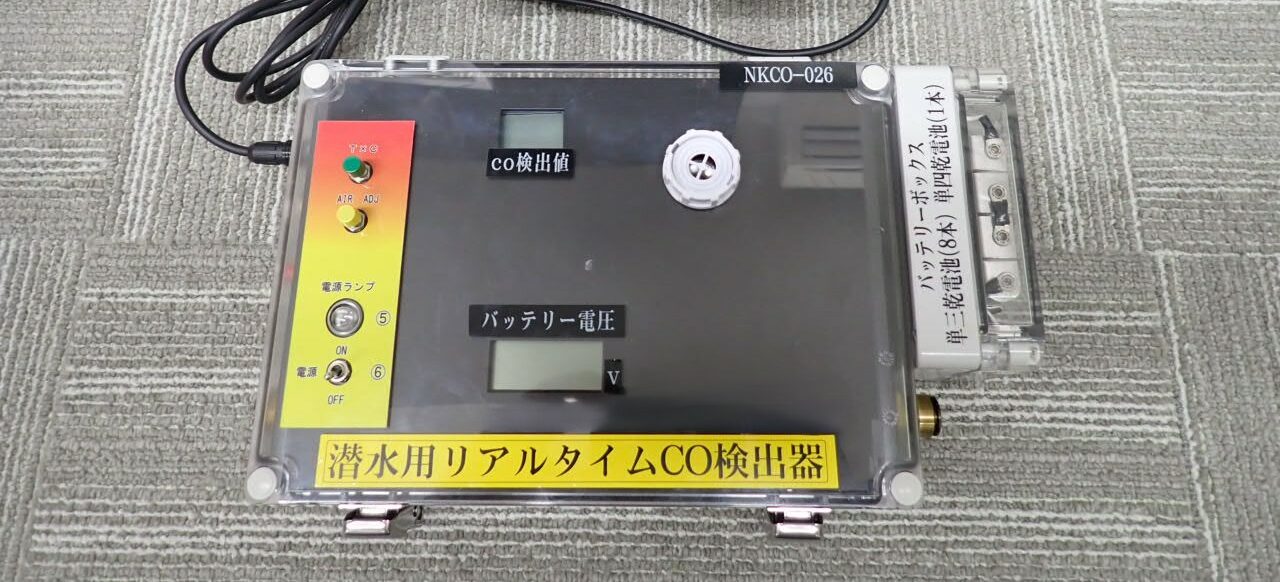 NKCO-026
T×C
AIR ADJ
電源ランプ
⑤
ON
電源
⑥
OFF
co検出値
バッテリー電圧
V
潜水用リアルタイムCO検出器
バッテリーボックス
単三乾電池(8本) 単四乾電池(1本)